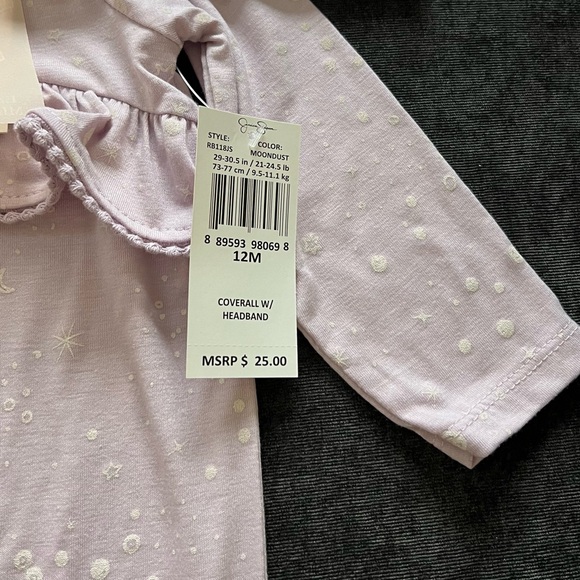 STYLE: COLOR:
RB118JS MOONDUST
29-30.5 in / 21-24.5 lb
73-77 cm / 9.5-11.1 kg
8 89593 98069 8
12M
COVERALL W/
HEADBAND
MSRP $ 25.00